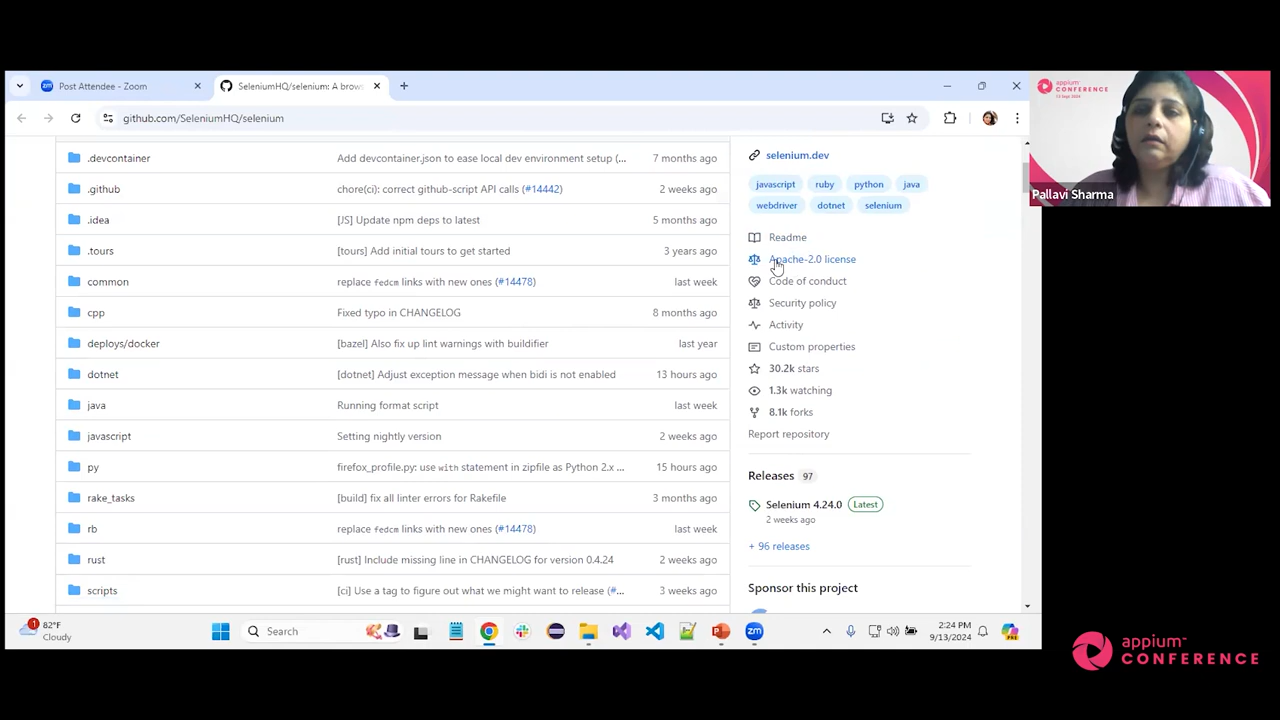 Post Attendee - Zoom
SeleniumHQ/selenium: A brow
github.com/SeleniumHQ/selenium
.devcontainer Add devcontainer.json to ease local dev environment setup (... 7 months ago
.github chore(ci): correct github-script API calls (#14442) 2 weeks ago
.idea [JS] Update npm deps to latest 5 months ago
.tours [tours] Add initial tours to get started 3 years ago
common replace fedcm links with new ones (#14478) last week
cpp Fixed typo in CHANGELOG 8 months ago
deploys/docker [bazel] Also fix up lint warnings with buildifier last year
dotnet [dotnet] Adjust exception message when bidi is not enabled 13 hours ago
java Running format script last week
javascript Setting nightly version 2 weeks ago
py firefox_profile.py: use with statement in zipfile as Python 2.x ... 15 hours ago
rake_tasks [build] fix all linter errors for Rakefile 3 months ago
rb replace fedcm links with new ones (#14478) last week
rust [rust] Include missing line in CHANGELOG for version 0.4.24 2 weeks ago
scripts [ci] Use a tag to figure out what we might want to release (#... 3 weeks ago
selenium.dev
javascript ruby python java
webdriver dotnet selenium
Readme
Apache-2.0 license
Code of conduct
Security policy
Activity
Custom properties
30.2k stars
1.3k watching
8.1k forks
Report repository
Releases 97
Selenium 4.24.0 Latest
2 weeks ago
+ 96 releases
Sponsor this project
appium
CONFERENCE
13 Sept 2024
Pallavi Sharma
1
82°F
Cloudy
Search
zm
2:24 PM
9/13/2024
appium™
CONFERENCE